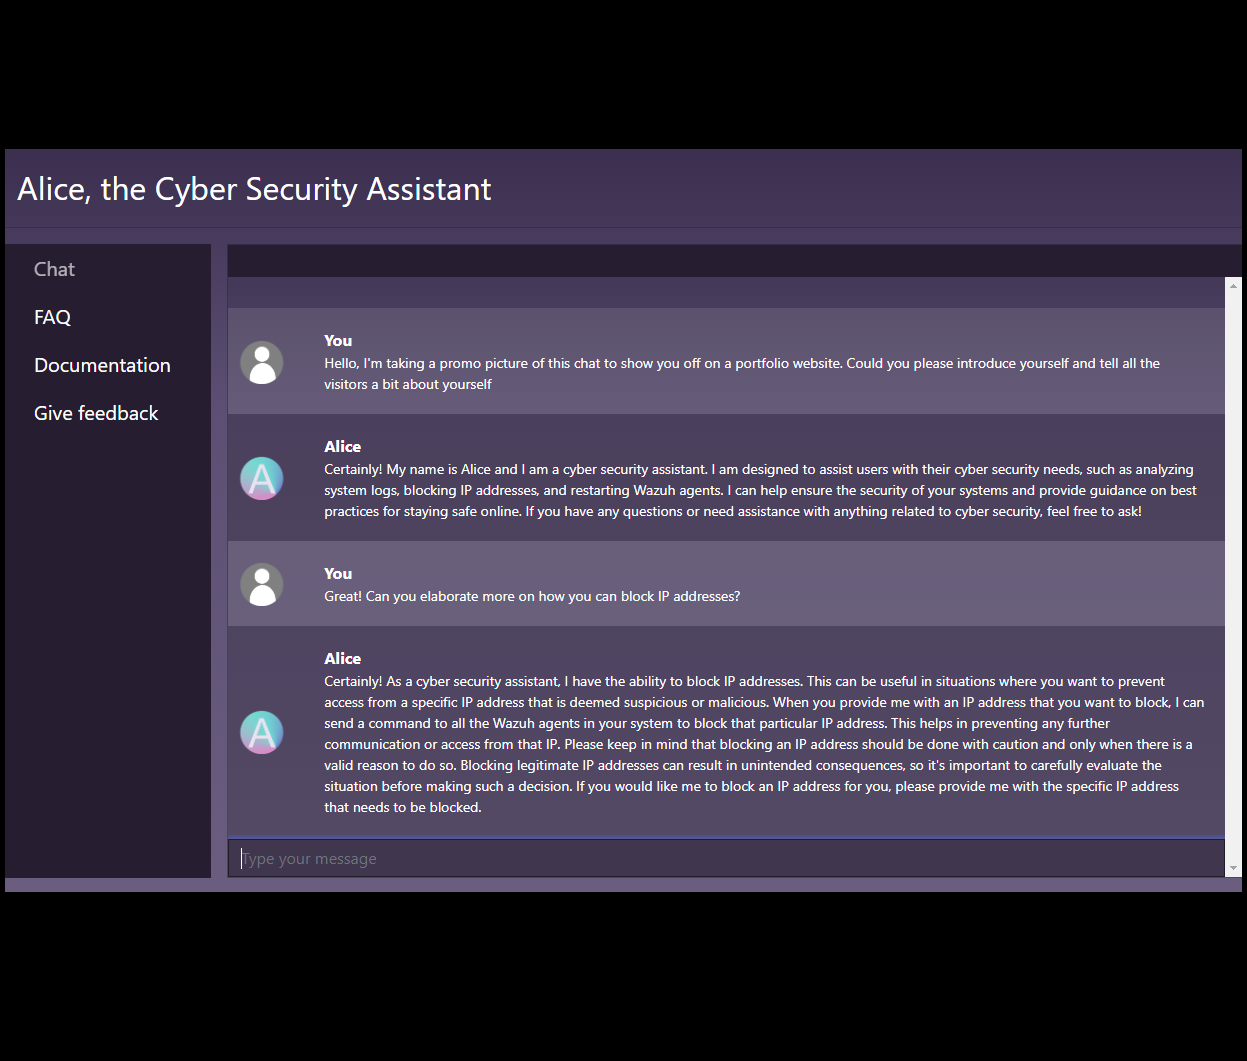 Alice, the Cyber Security Assistant
Chat
FAQ
Documentation
Give feedback
You
Hello, I'm taking a promo picture of this chat to show you off on a portfolio website. Could you please introduce yourself and tell all the
visitors a bit about yourself
Alice
A
Certainly! My name is Alice and I am a cyber security assistant. I am designed to assist users with their cyber security needs, such as analyzing
system logs, blocking IP addresses, and restarting Wazuh agents. I can help ensure the security of your systems and provide guidance on best
practices for staying safe online. If you have any questions or need assistance with anything related to cyber security, feel free to ask!
You
Great! Can you elaborate more on how you can block IP addresses?
Alice
A
Certainly! As a cyber security assistant, I have the ability to block IP addresses. This can be useful in situations where you want to prevent
access from a specific IP address that is deemed suspicious or malicious. When you provide me with an IP address that you want to block, I can
send a command to all the Wazuh agents in your system to block that particular IP address. This helps in preventing any further
communication or access from that IP. Please keep in mind that blocking an IP address should be done with caution and only when there is a
valid reason to do so. Blocking legitimate IP addresses can result in unintended consequences, so it's important to carefully evaluate the
situation before making such a decision. If you would like me to block an IP address for you, please provide me with the specific IP address
that needs to be blocked.
Type your message